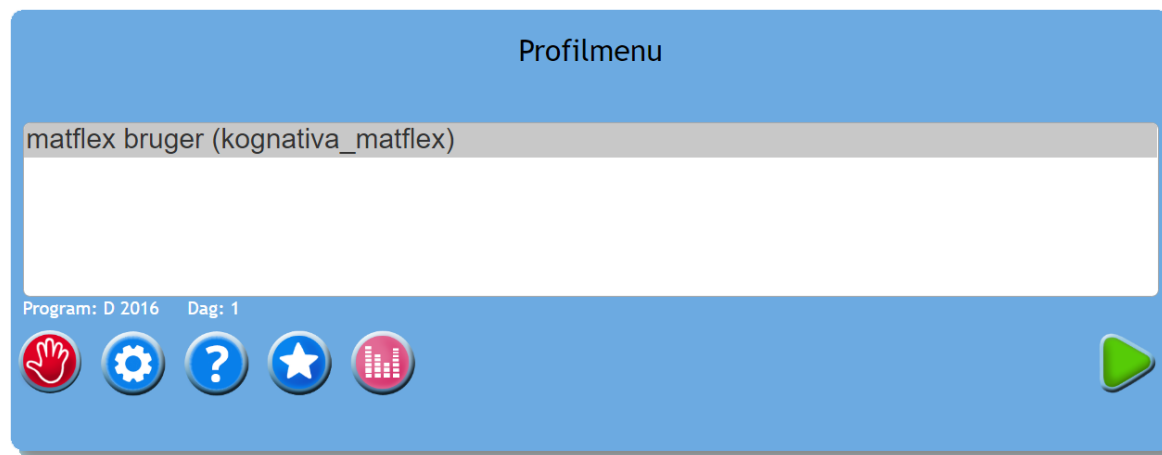 Profilmenu
matflex bruger (kognativa_matflex)
Program: D 2016 Dag: 1
?